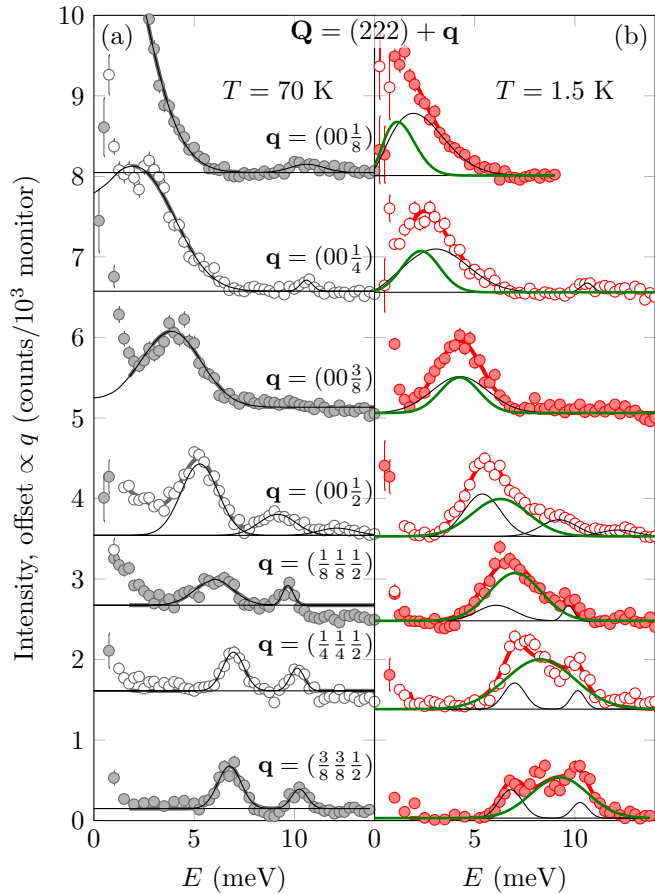 Q = (222) + q
(a)
(b)
T = 70 K
T = 1.5 K
q = (00 1/8)
q = (00 1/4)
q = (00 3/8)
q = (00 1/2)
q = (1/8 1/8 1/2)
q = (1/4 1/4 1/2)
q = (3/8 3/8 1/2)
Intensity, offset ∝ q (counts/10³ monitor)
10
9
8
7
6
5
4
3
2
1
0
0 5 10 0 5 10
E (meV) E (meV)